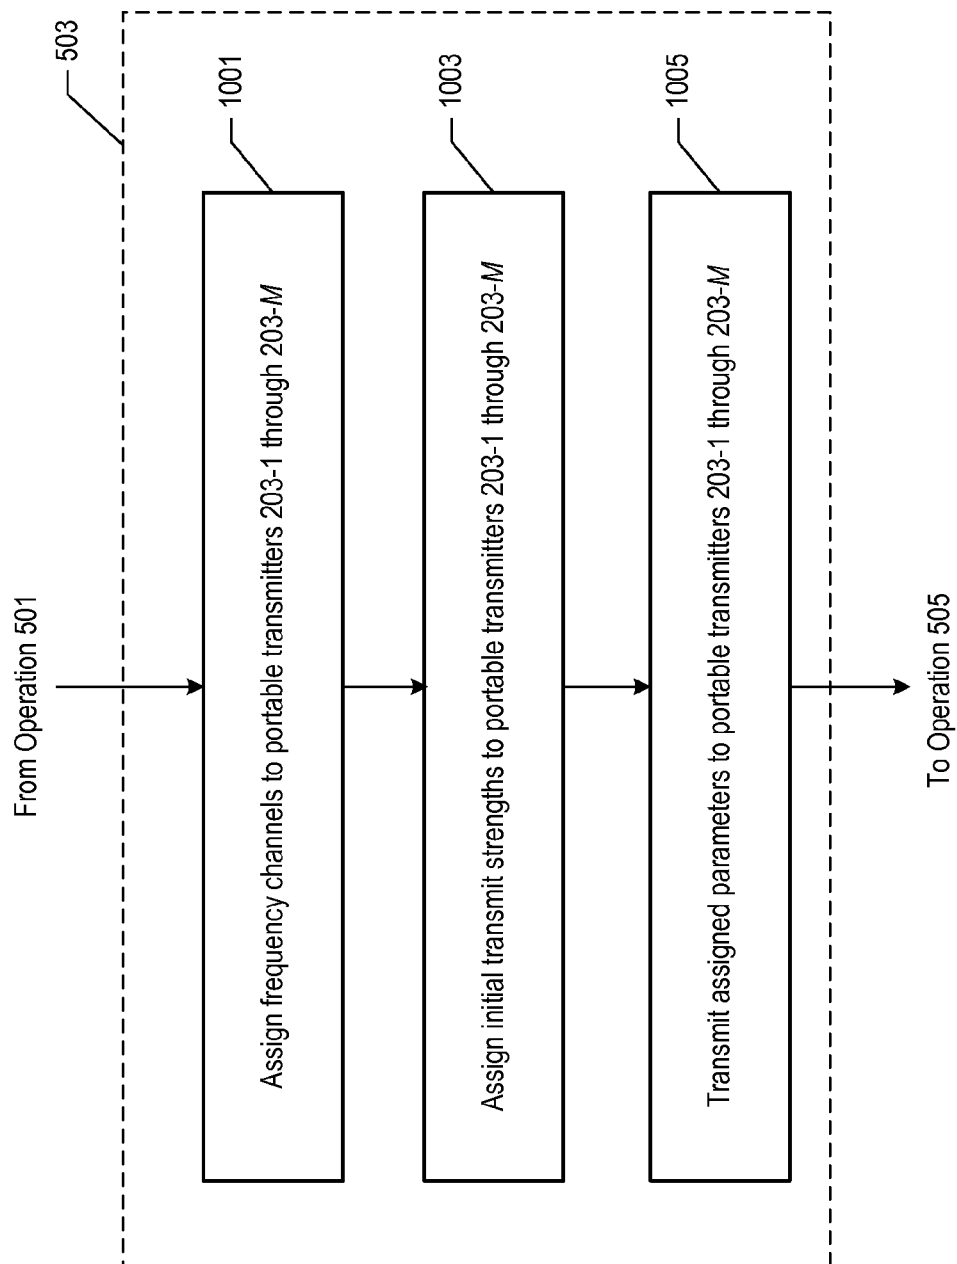 From Operation 501
503
1001
Assign frequency channels to portable transmitters 203-1 through 203-M
1003
Assign initial transmit strengths to portable transmitters 203-1 through 203-M
1005
Transmit assigned parameters to portable transmitters 203-1 through 203-M
To Operation 505